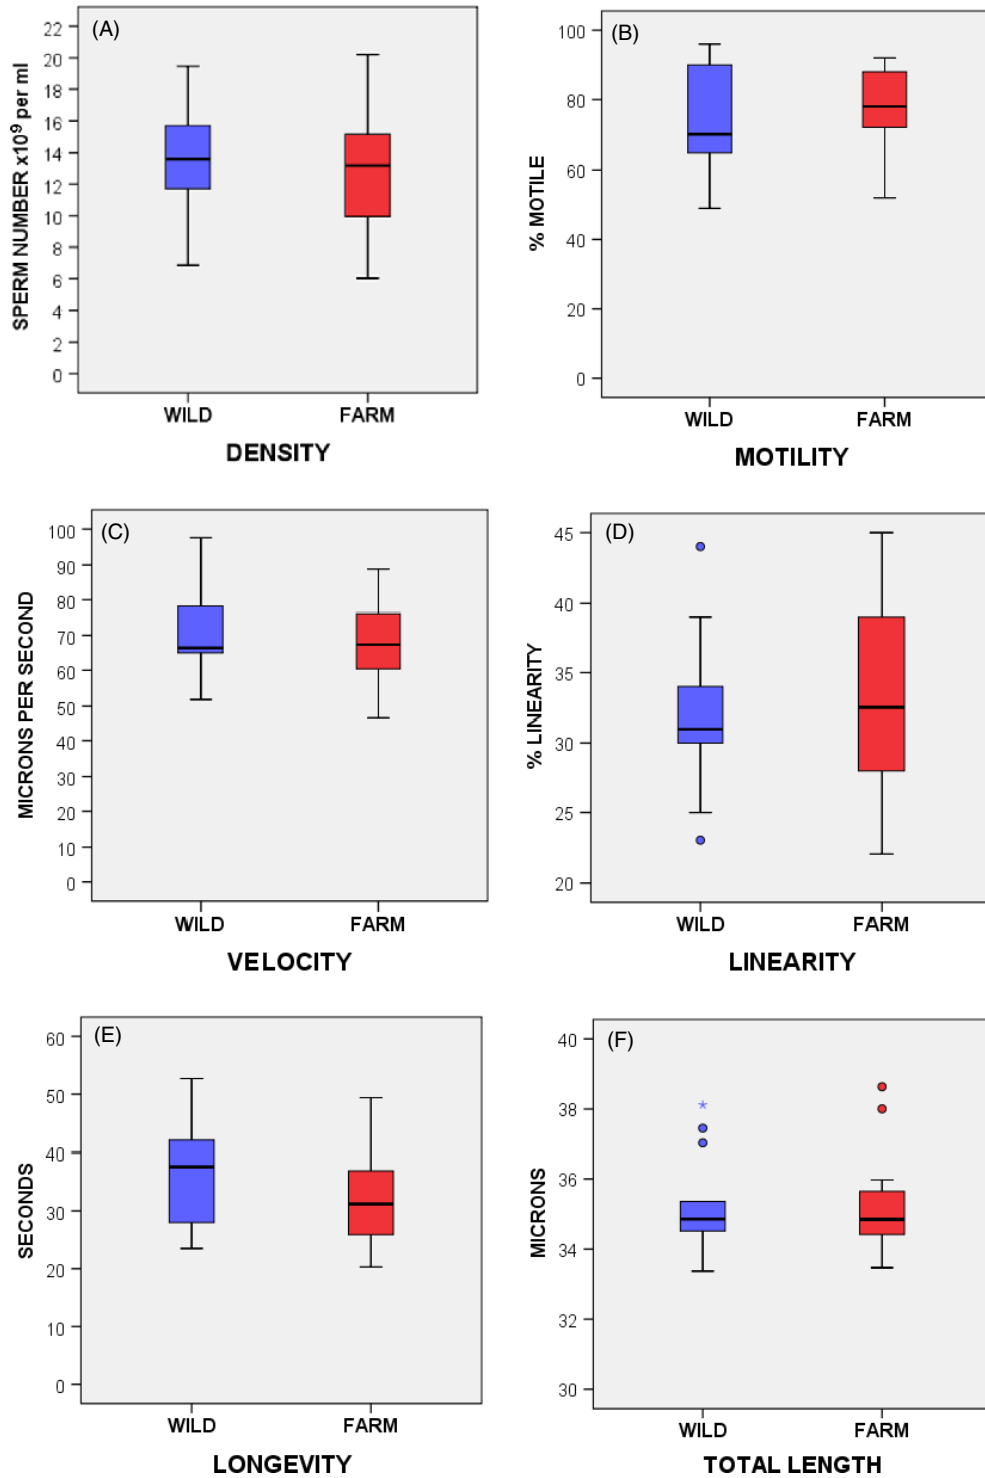 (A)
SPERM NUMBER x10⁹ per ml
22
20
18
16
14
12
10
8
6
4
2
0
WILD FARM
DENSITY
(B)
% MOTILE
100
80
60
40
20
0
WILD FARM
MOTILITY
(C)
MICRONS PER SECOND
100
90
80
70
60
50
40
30
20
10
0
WILD FARM
VELOCITY
(D)
% LINEARITY
45
40
35
30
25
20
WILD FARM
LINEARITY
(E)
SECONDS
60
50
40
30
20
10
0
WILD FARM
LONGEVITY
(F)
MICRONS
40
38
36
34
32
30
WILD FARM
TOTAL LENGTH